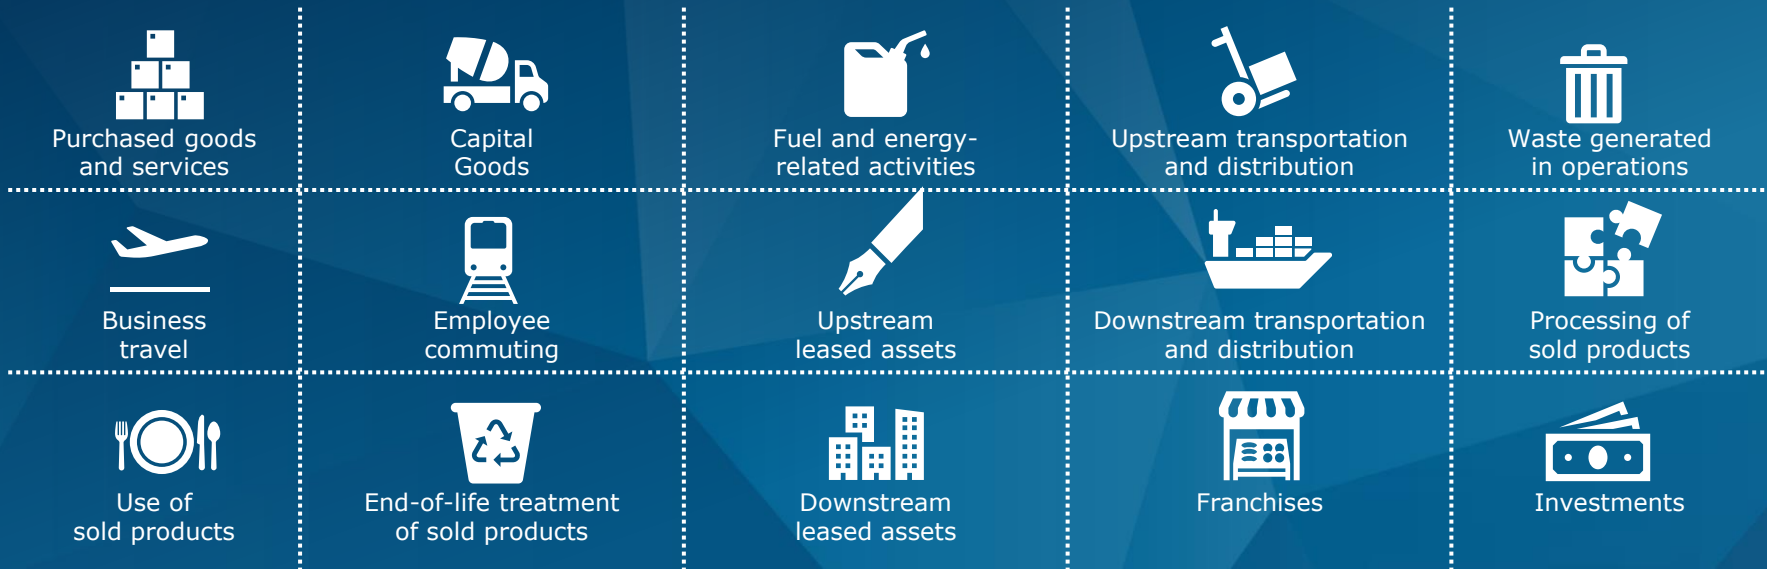 Purchased goods
and services
Capital
Goods
Fuel and energy-
related activities
Upstream transportation
and distribution
Waste generated
in operations
Business
travel
Employee
commuting
Upstream
leased assets
Downstream transportation
and distribution
Processing of
sold products
Use of
sold products
End-of-life treatment
of sold products
Downstream
leased assets
Franchises
Investments